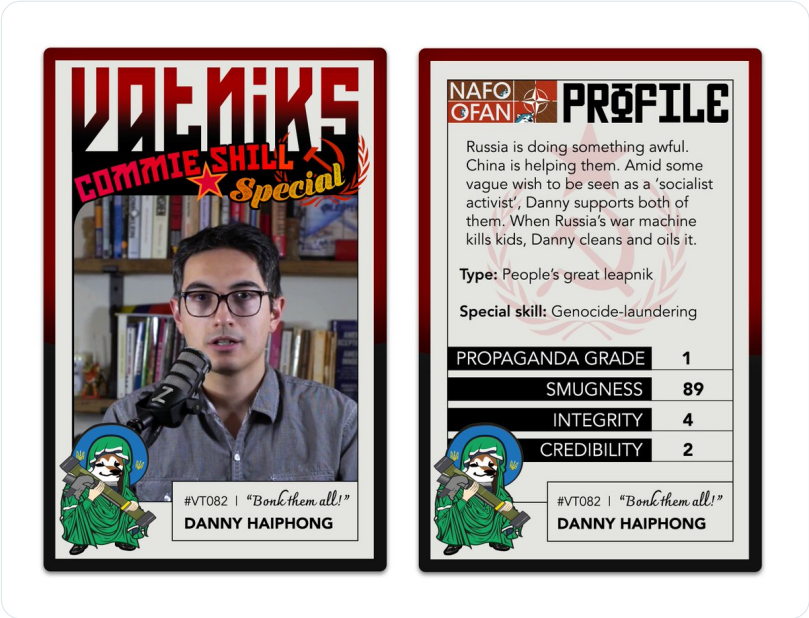 VATNIKS
COMMIE SHILL
Special
#VT082 | "Bonk them all!"
DANNY HAIPHONG
NAFO
OFAN
PROFILE
Russia is doing something awful.
China is helping them. Amid some
vague wish to be seen as a ‘socialist
activist’, Danny supports both of
them. When Russia’s war machine
kills kids, Danny cleans and oils it.
Type: People’s great leapnik
Special skill: Genocide-laundering
PROPAGANDA GRADE 1
SMUGNESS 89
INTEGRITY 4
CREDIBILITY 2
#VT082 | "Bonk them all!"
DANNY HAIPHONG